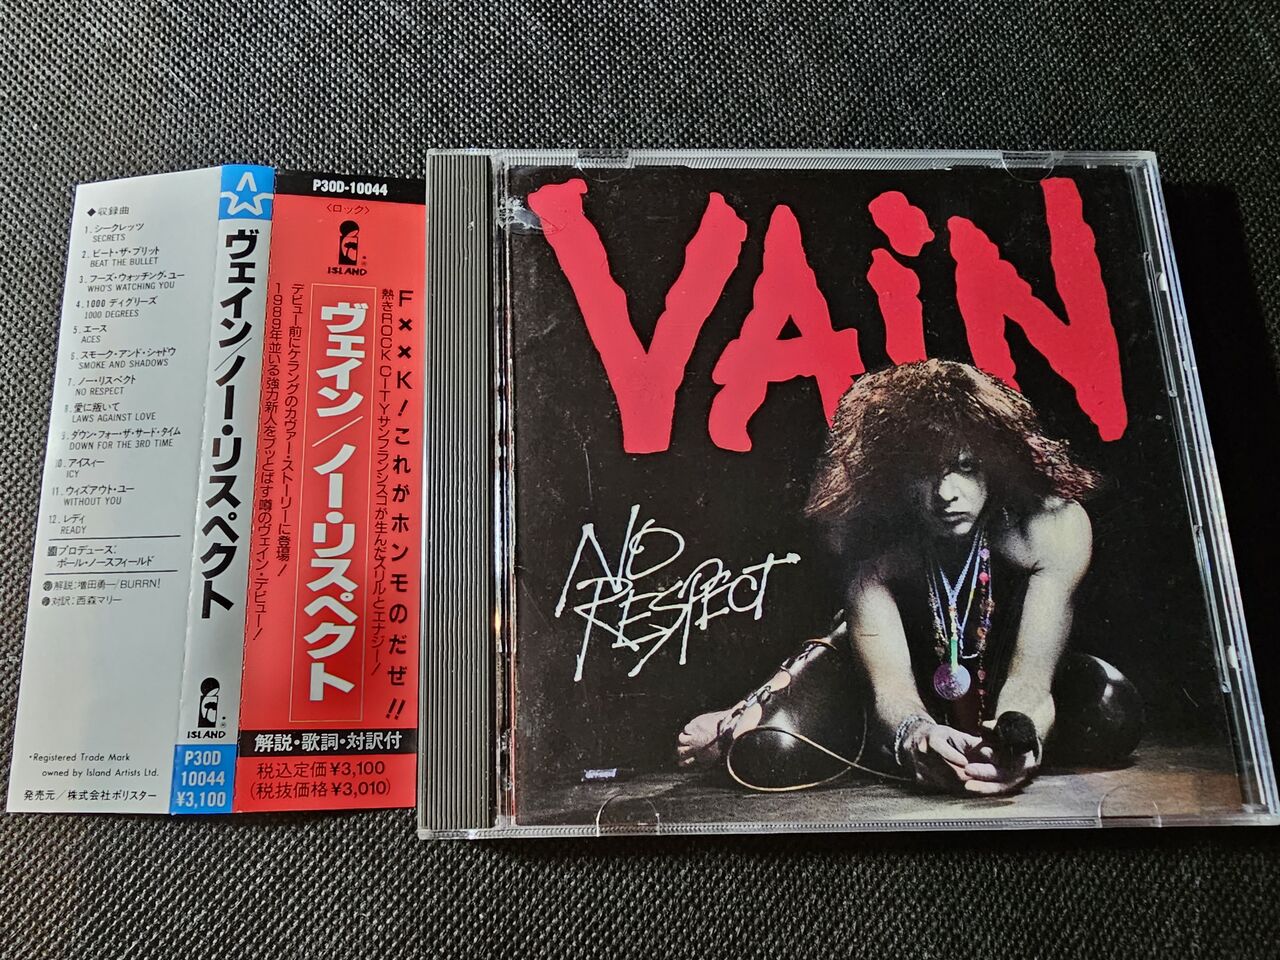 ◆収録曲
1. シークレッツ
SECRETS
2. ビート・ザ・ブリット
BEAT THE BULLET
3. フーズ・ウォッチング・ユー
WHO'S WATCHING YOU
4. 1000 ディグリーズ
1000 DEGREES
5. エース
ACES
6. スモーク・アンド・シャドウ
SMOKE AND SHADOWS
7. ノー・リスペクト
NO RESPECT
8. 愛に叛いて
LAWS AGAINST LOVE
9. ダウン・フォー・ザ・サード・タイム
DOWN FOR THE 3RD TIME
10. アイスィー
ICY
11. ウィズアウト・ユー
WITHOUT YOU
12. レディ
READY
プロデュース:
ポール・ノースフィールド
解説:増田勇一/BURRN!
対訳:西森マリー
・Registered Trade Mark
owned by Island Artists Ltd.
発売元/株式会社ポリスター
ヴェイン/ノー・リスペクト
ISLAND
P30D
10044
¥3,100
P30D-10044
〈ロック〉
ISLAND
F××K!これがホンモのだぜ!!
熱きROCK CITYサンフランシスコが生んだスリルとエナジー!
ヴェイン/ノー・リスペクト
デビュー前にケラングのカヴァー・ストーリーに登場!
1989年並いる強力新人をブッとばす噂のヴェイン・デビュー!
解説・歌詞・対訳付
税込定価¥3,100
(税抜価格¥3,010)
VAiN
NO
RESPECT